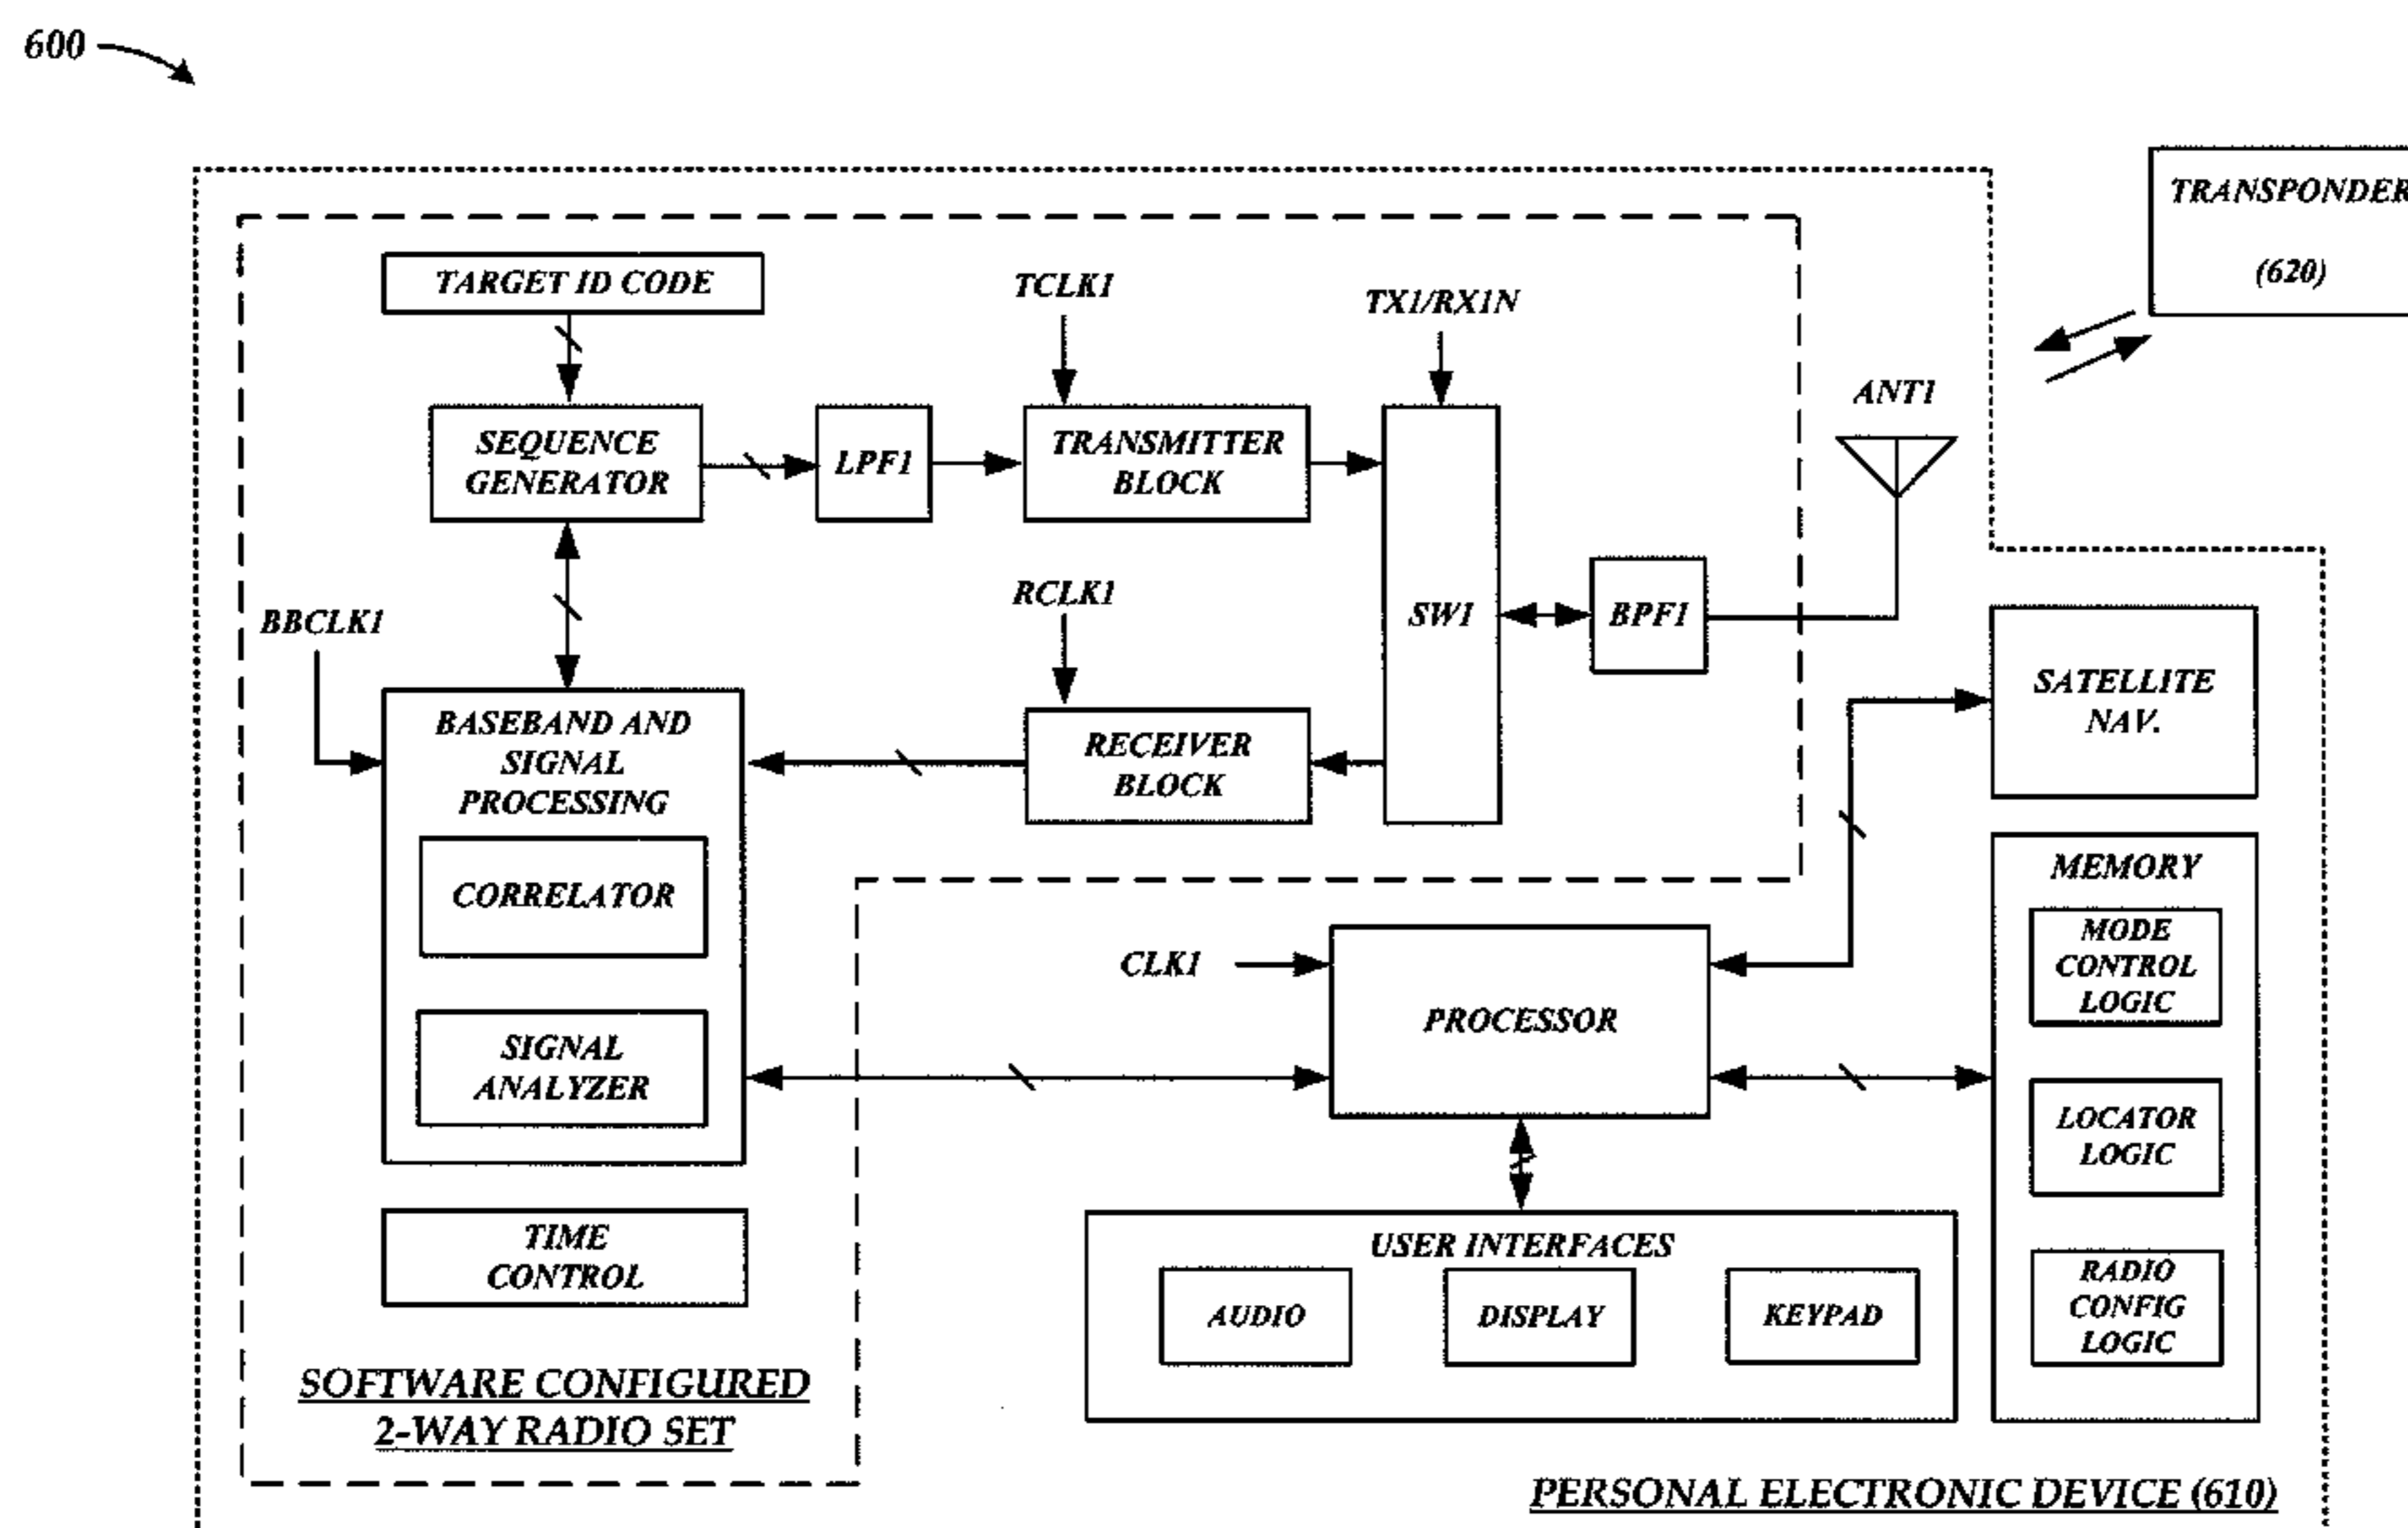 600
TRANSPONDER
(620)
TARGET ID CODE
TCLK1
TX1/RX1N
ANT1
SEQUENCE
GENERATOR
LPF1
TRANSMITTER
BLOCK
BBCLK1
RCLK1
SW1
BPF1
SATELLITE
NAV.
BASEBAND AND
SIGNAL
PROCESSING
RECEIVER
BLOCK
CORRELATOR
SIGNAL
ANALYZER
CLK1
PROCESSOR
MEMORY
MODE
CONTROL
LOGIC
LOCATOR
LOGIC
RADIO
CONFIG
LOGIC
TIME
CONTROL
USER INTERFACES
AUDIO
DISPLAY
KEYPAD
SOFTWARE CONFIGURED
2-WAY RADIO SET
PERSONAL ELECTRONIC DEVICE (610)